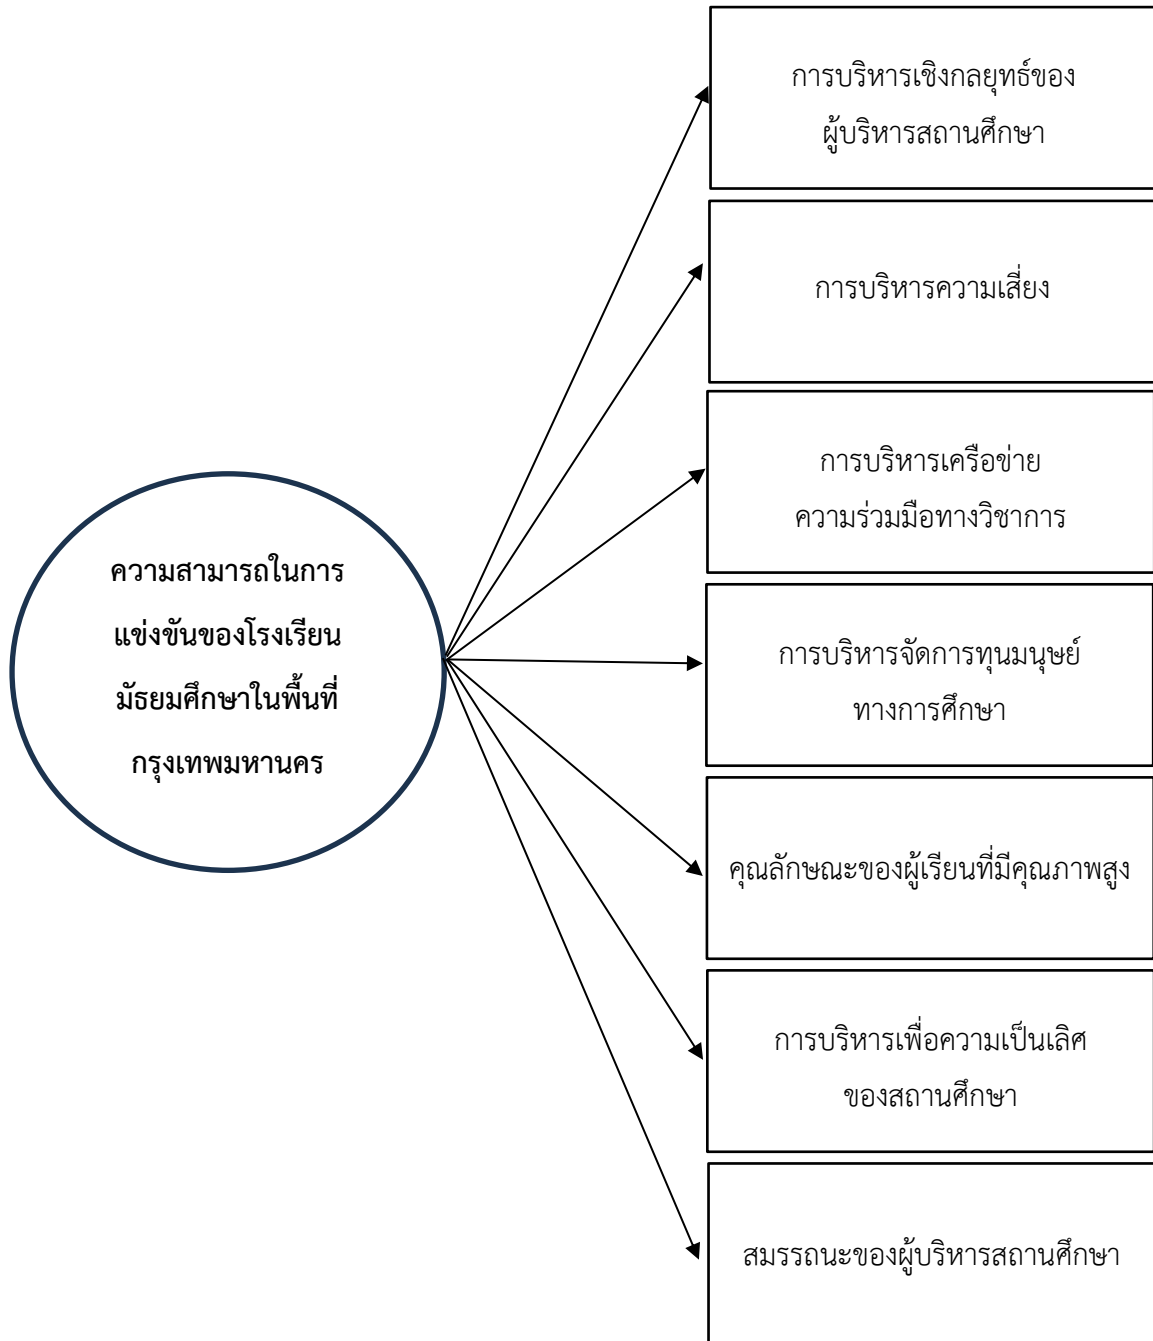 การบริหารเชิงกลยุทธ์ของ
ผู้บริหารสถานศึกษา
การบริหารความเสี่ยง
การบริหารเครือข่าย
ความร่วมมือทางวิชาการ
ความสามารถในการ
แข่งขันของโรงเรียน
มัธยมศึกษาในพื้นที่
กรุงเทพมหานคร
การบริหารจัดการทุนมนุษย์
ทางการศึกษา
คุณลักษณะของผู้เรียนที่มีคุณภาพสูง
การบริหารเพื่อความเป็นเลิศ
ของสถานศึกษา
สมรรถนะของผู้บริหารสถานศึกษา